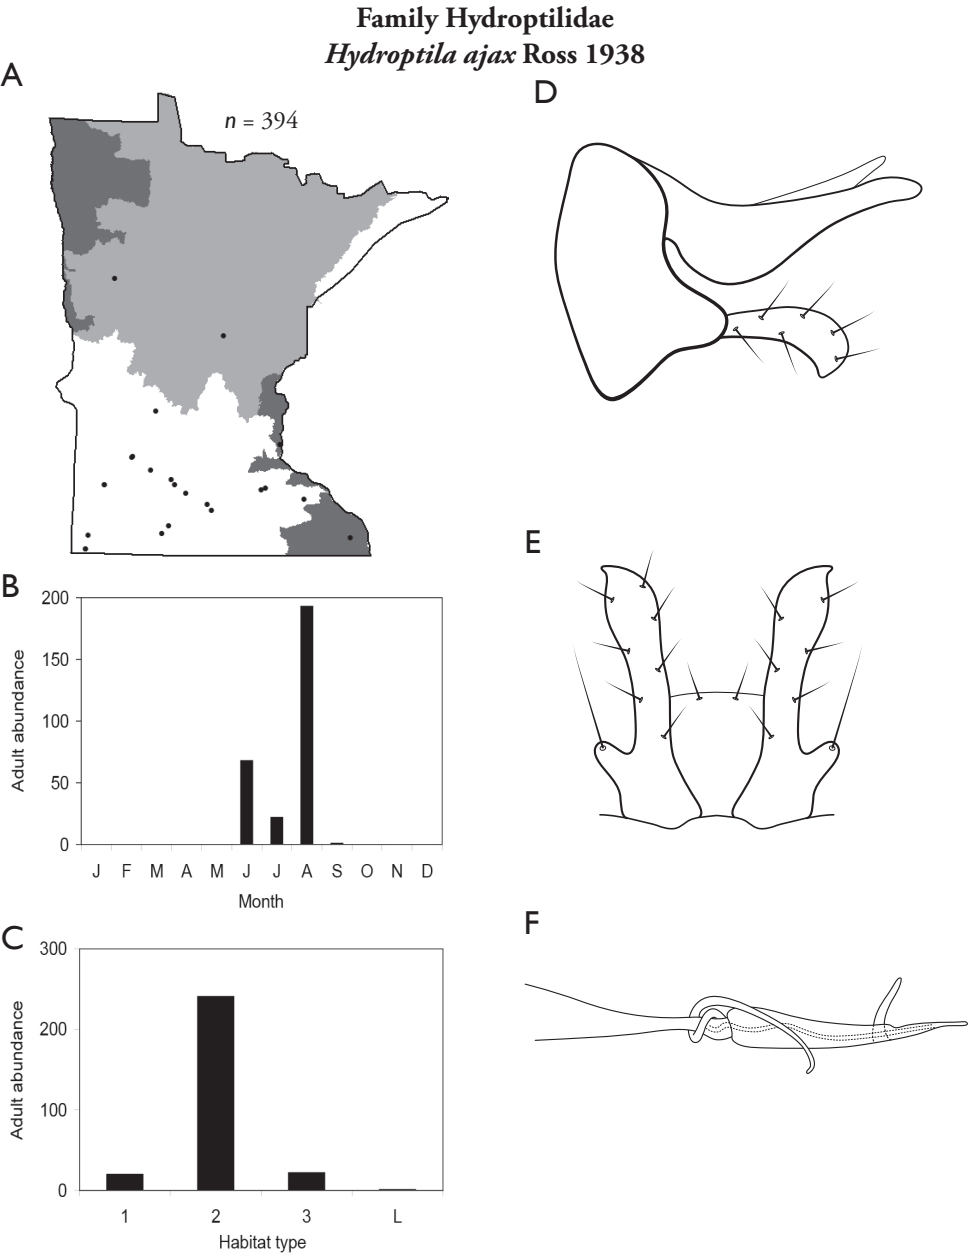 Family Hydroptilidae
Hydroptila ajax Ross 1938
A
n = 394
B
200
150
100
50
0
Adult abundance
J F M A M J J A S O N D
Month
C
300
200
100
0
Adult abundance
1 2 3 L
Habitat type
D
E
F